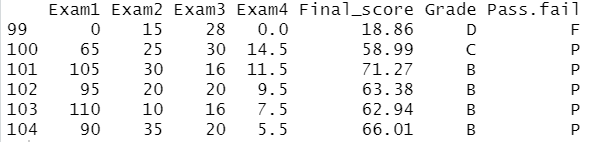 Exam1 Exam2 Exam3 Exam4 Final_score Grade Pass.fail
99 0 15 28 0.0 18.86 D F
100 65 25 30 14.5 58.99 C P
101 105 30 16 11.5 71.27 B P
102 95 20 20 9.5 63.38 B P
103 110 10 16 7.5 62.94 B P
104 90 35 20 5.5 66.01 B P